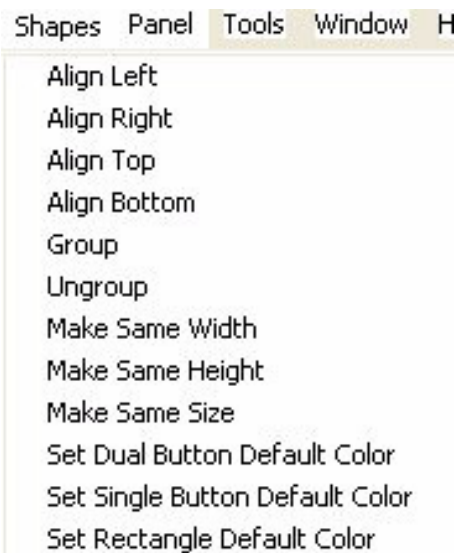 Shapes Panel Tools Window H
Align Left
Align Right
Align Top
Align Bottom
Group
Ungroup
Make Same Width
Make Same Height
Make Same Size
Set Dual Button Default Color
Set Single Button Default Color
Set Rectangle Default Color